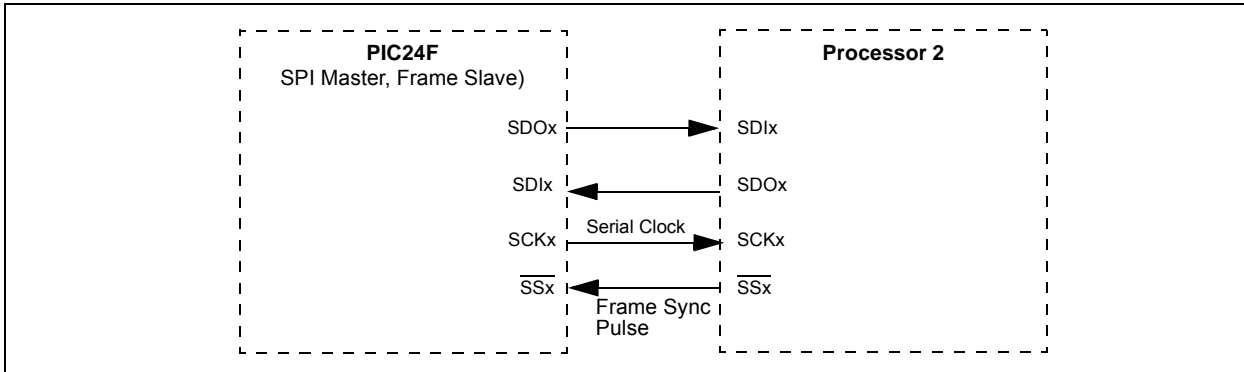 PIC24F
SPI Master, Frame Slave)
SDOx
SDIx
SCKx
SSx
Serial Clock
Frame Sync
Pulse
Processor 2
SDIx
SDOx
SCKx
SSx